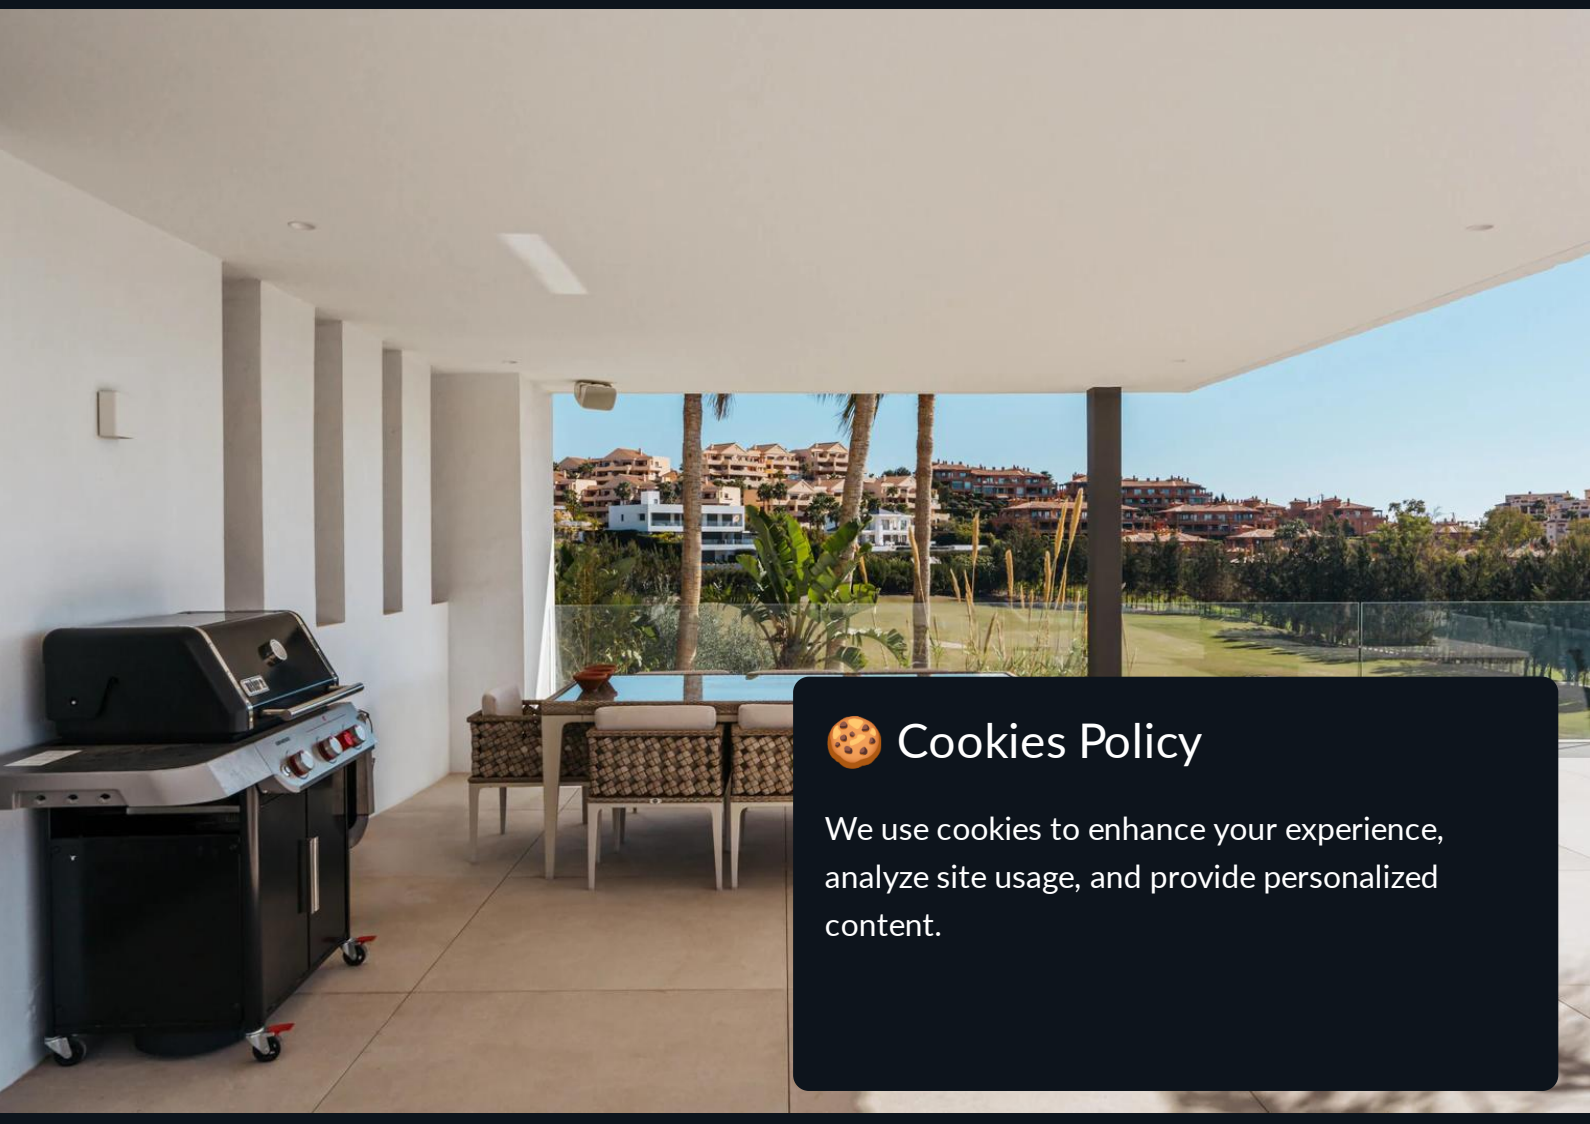 Cookies Policy
We use cookies to enhance your experience,
analyze site usage, and provide personalized
content.